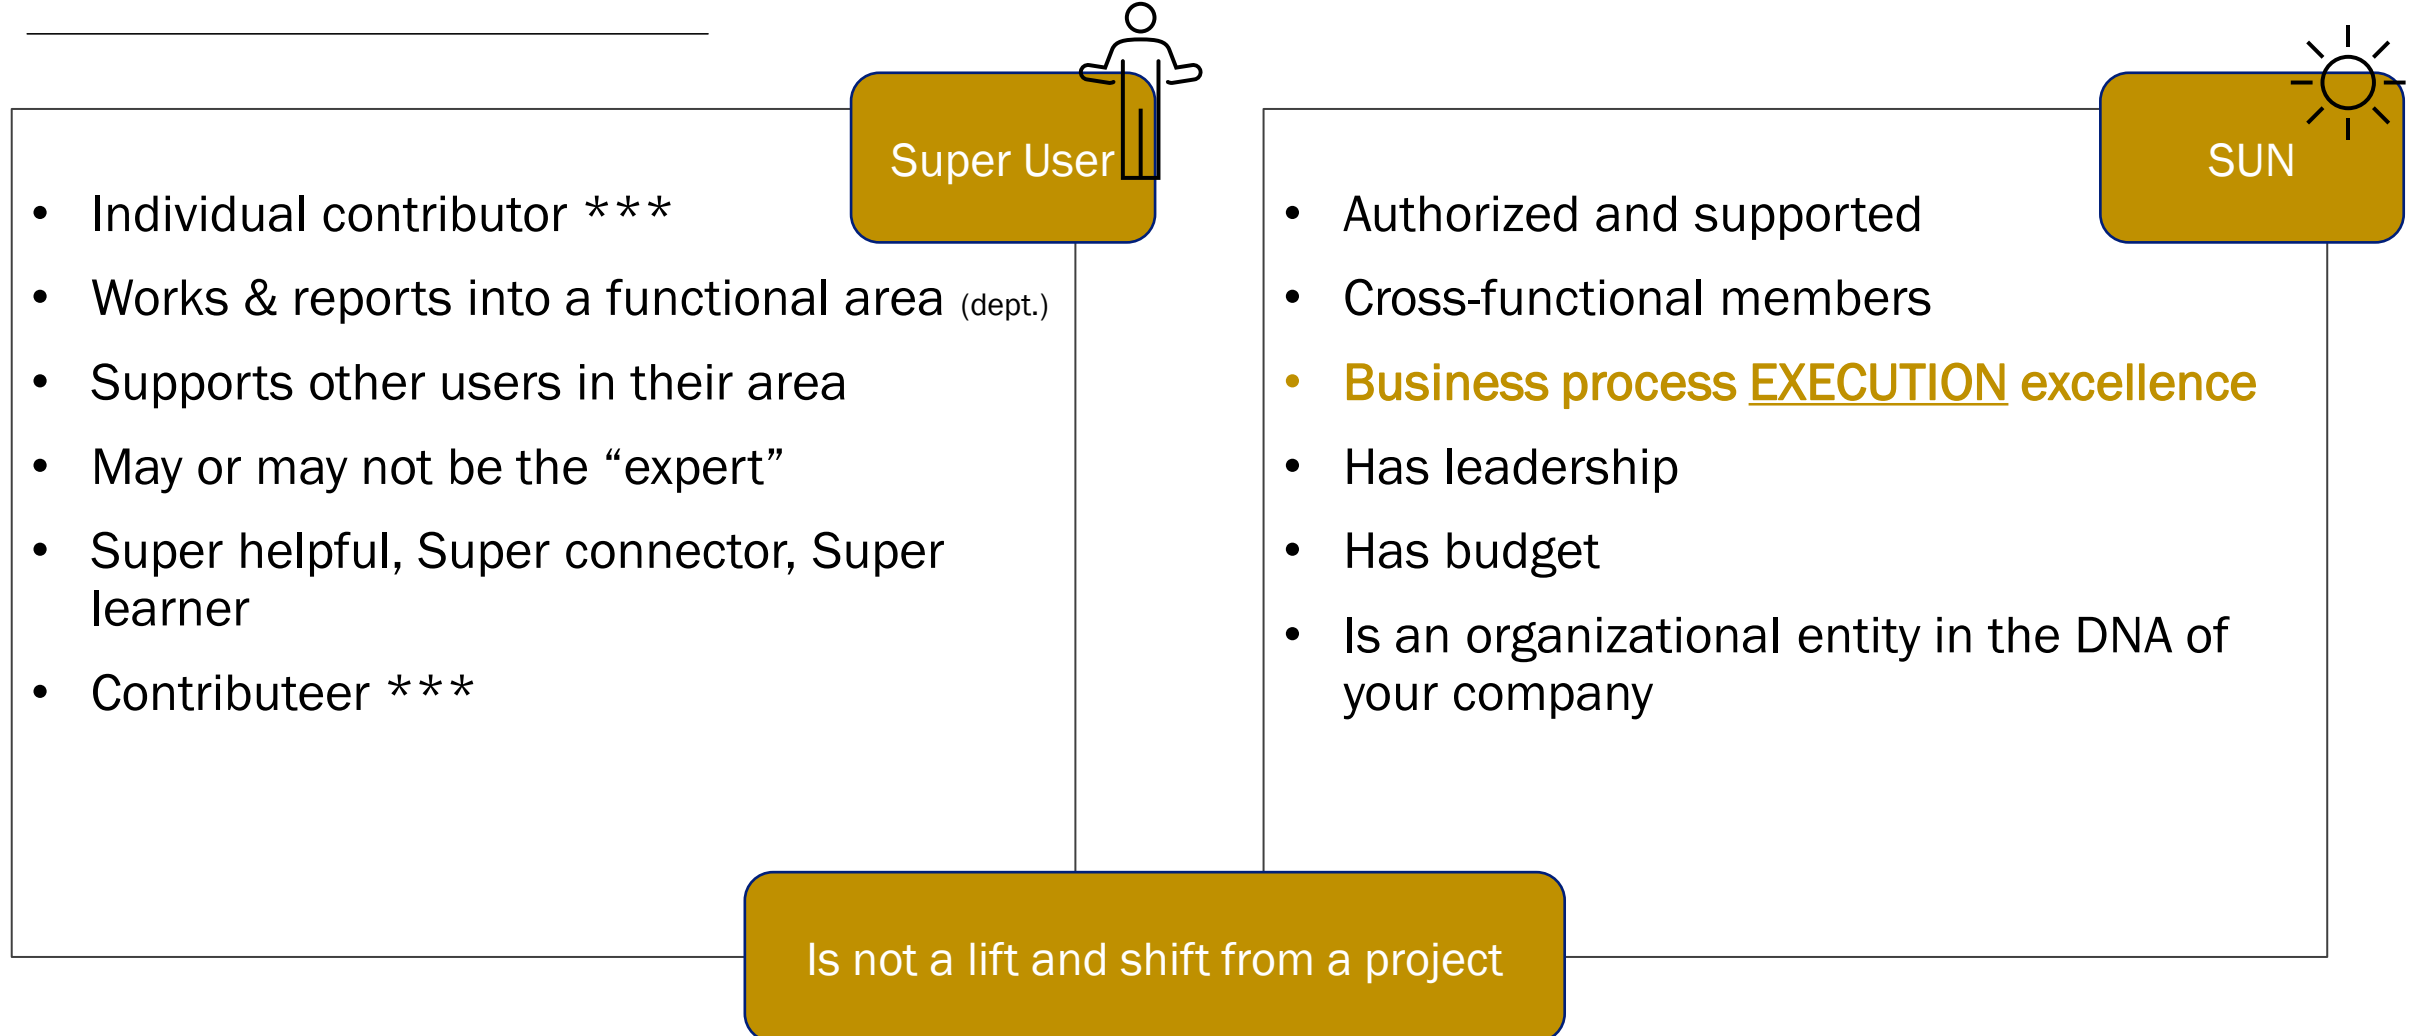 Super User
• Individual contributor ***
• Works & reports into a functional area (dept.)
• Supports other users in their area
• May or may not be the “expert”
• Super helpful, Super connector, Super
learner
• Contributeer ***
SUN
• Authorized and supported
• Cross-functional members
• Business process EXECUTION excellence
• Has leadership
• Has budget
• Is an organizational entity in the DNA of
your company
Is not a lift and shift from a project